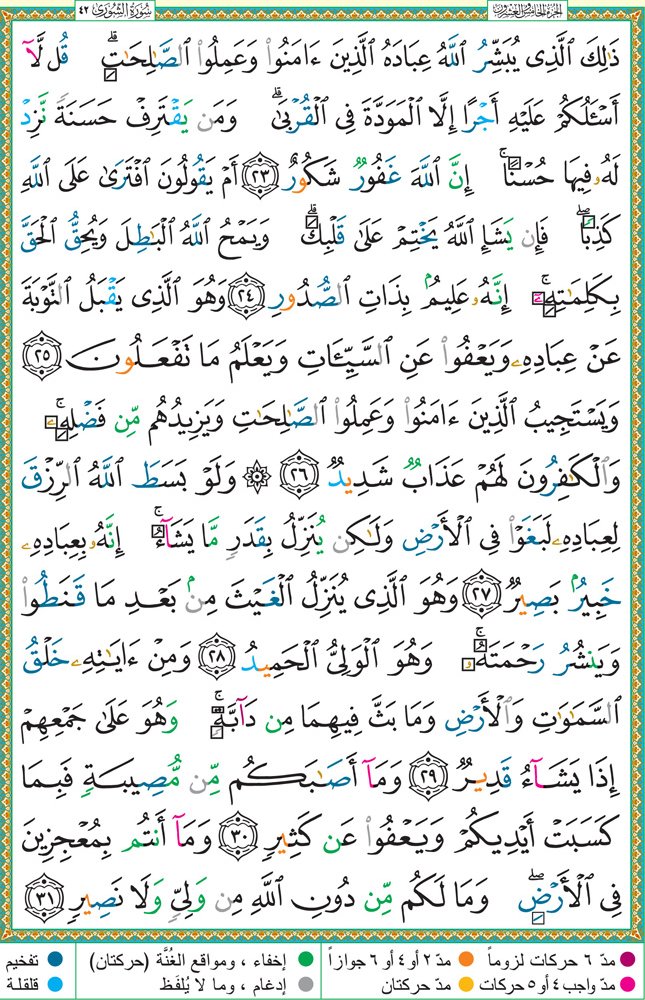 الجزء الخامس والعشرون
سورة الشورى ٤٢
ذَٰلِكَ ٱلَّذِى يُبَشِّرُ ٱللَّهُ عِبَادَهُ ٱلَّذِينَ ءَامَنُوا۟ وَعَمِلُوا۟ ٱلصَّٰلِحَٰتِ ۗ قُل لَّآ
أَسْـَٔلُكُمْ عَلَيْهِ أَجْرًا إِلَّا ٱلْمَوَدَّةَ فِى ٱلْقُرْبَىٰ ۗ وَمَن يَقْتَرِفْ حَسَنَةً نَّزِدْ
لَهُۥ فِيهَا حُسْنًا ۚ إِنَّ ٱللَّهَ غَفُورٌ شَكُورٌ ٢٣ أَمْ يَقُولُونَ ٱفْتَرَىٰ عَلَى ٱللَّهِ
كَذِبًا ۖ فَإِن يَشَإِ ٱللَّهُ يَخْتِمْ عَلَىٰ قَلْبِكَ ۗ وَيَمْحُ ٱللَّهُ ٱلْبَٰطِلَ وَيُحِقُّ ٱلْحَقَّ
بِكَلِمَٰتِهِۦٓ ۚ إِنَّهُۥ عَلِيمٌۢ بِذَاتِ ٱلصُّدُورِ ٢٤ وَهُوَ ٱلَّذِى يَقْبَلُ ٱلتَّوْبَةَ
عَنْ عِبَادِهِۦ وَيَعْفُوا۟ عَنِ ٱلسَّيِّـَٔاتِ وَيَعْلَمُ مَا تَفْعَلُونَ ٢٥
وَيَسْتَجِيبُ ٱلَّذِينَ ءَامَنُوا۟ وَعَمِلُوا۟ ٱلصَّٰلِحَٰتِ وَيَزِيدُهُم مِّن فَضْلِهِۦ ۚ
وَٱلْكَٰفِرُونَ لَهُمْ عَذَابٌ شَدِيدٌ ٢٦ ۞ وَلَوْ بَسَطَ ٱللَّهُ ٱلرِّزْقَ
لِعِبَادِهِۦ لَبَغَوْا۟ فِى ٱلْأَرْضِ وَلَٰكِن يُنَزِّلُ بِقَدَرٍ مَّا يَشَآءُ ۚ إِنَّهُۥ بِعِبَادِهِۦ
خَبِيرٌۢ بَصِيرٌ ٢٧ وَهُوَ ٱلَّذِى يُنَزِّلُ ٱلْغَيْثَ مِنۢ بَعْدِ مَا قَنَطُوا۟
وَيَنشُرُ رَحْمَتَهُۥ ۚ وَهُوَ ٱلْوَلِىُّ ٱلْحَمِيدُ ٢٨ وَمِنْ ءَايَٰتِهِۦ خَلْقُ
ٱلسَّمَٰوَٰتِ وَٱلْأَرْضِ وَمَا بَثَّ فِيهِمَا مِن دَآبَّةٍ ۚ وَهُوَ عَلَىٰ جَمْعِهِمْ
إِذَا يَشَآءُ قَدِيرٌ ٢٩ وَمَآ أَصَٰبَكُم مِّن مُّصِيبَةٍ فَبِمَا
كَسَبَتْ أَيْدِيكُمْ وَيَعْفُوا۟ عَن كَثِيرٍ ٣٠ وَمَآ أَنتُم بِمُعْجِزِينَ
فِى ٱلْأَرْضِ ۖ وَمَا لَكُم مِّن دُونِ ٱللَّهِ مِن وَلِىٍّ وَلَا نَصِيرٍ ٣١
مدّ ٦ حركات لزوماً مدّ ٢ أو ٤ أو ٦ جوازاً إخفاء ، ومواقع الغُنَّة (حركتان) تفخيم
مدّ واجب ٤ أو ٥ حركات مدّ حركتان إدغام ، وما لا يُلفَظ قلقلة